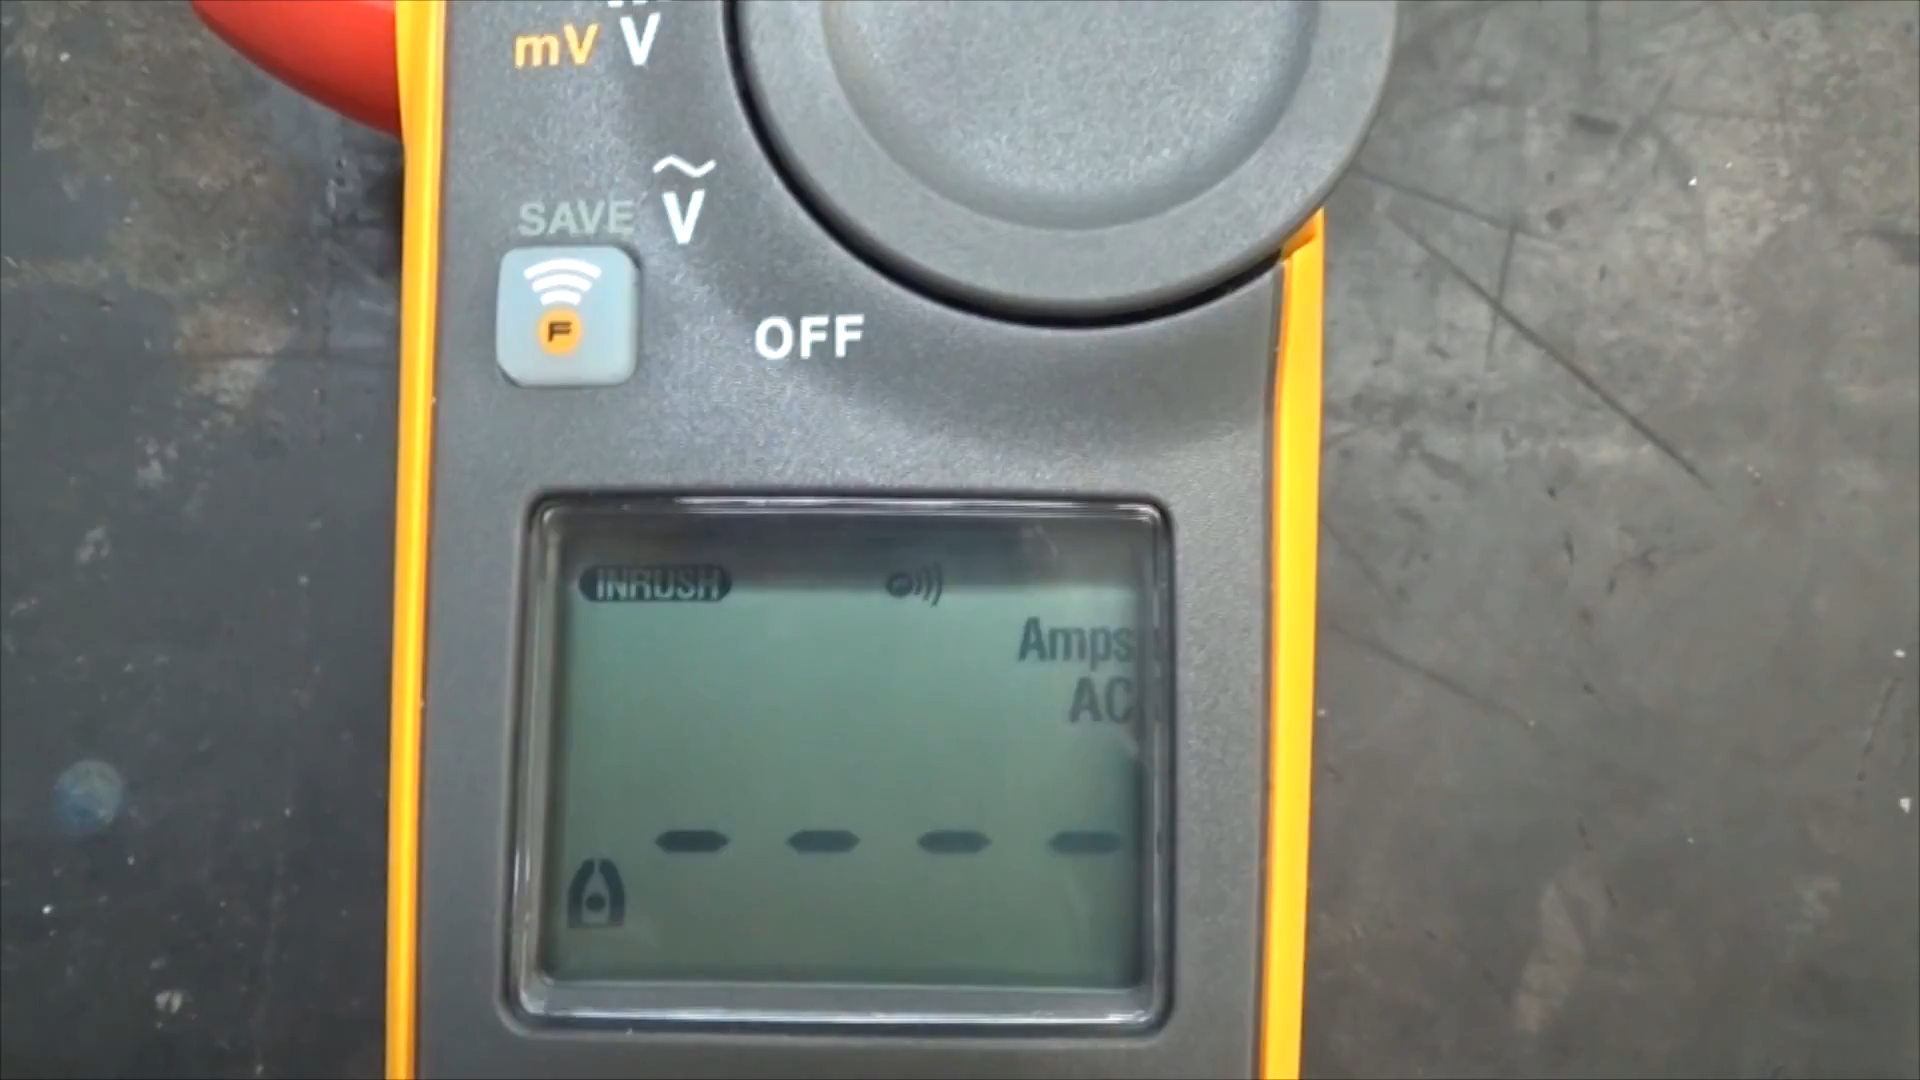 mV V
V
SAVE
F
OFF
INRUSH
Amps
AC
- - - -